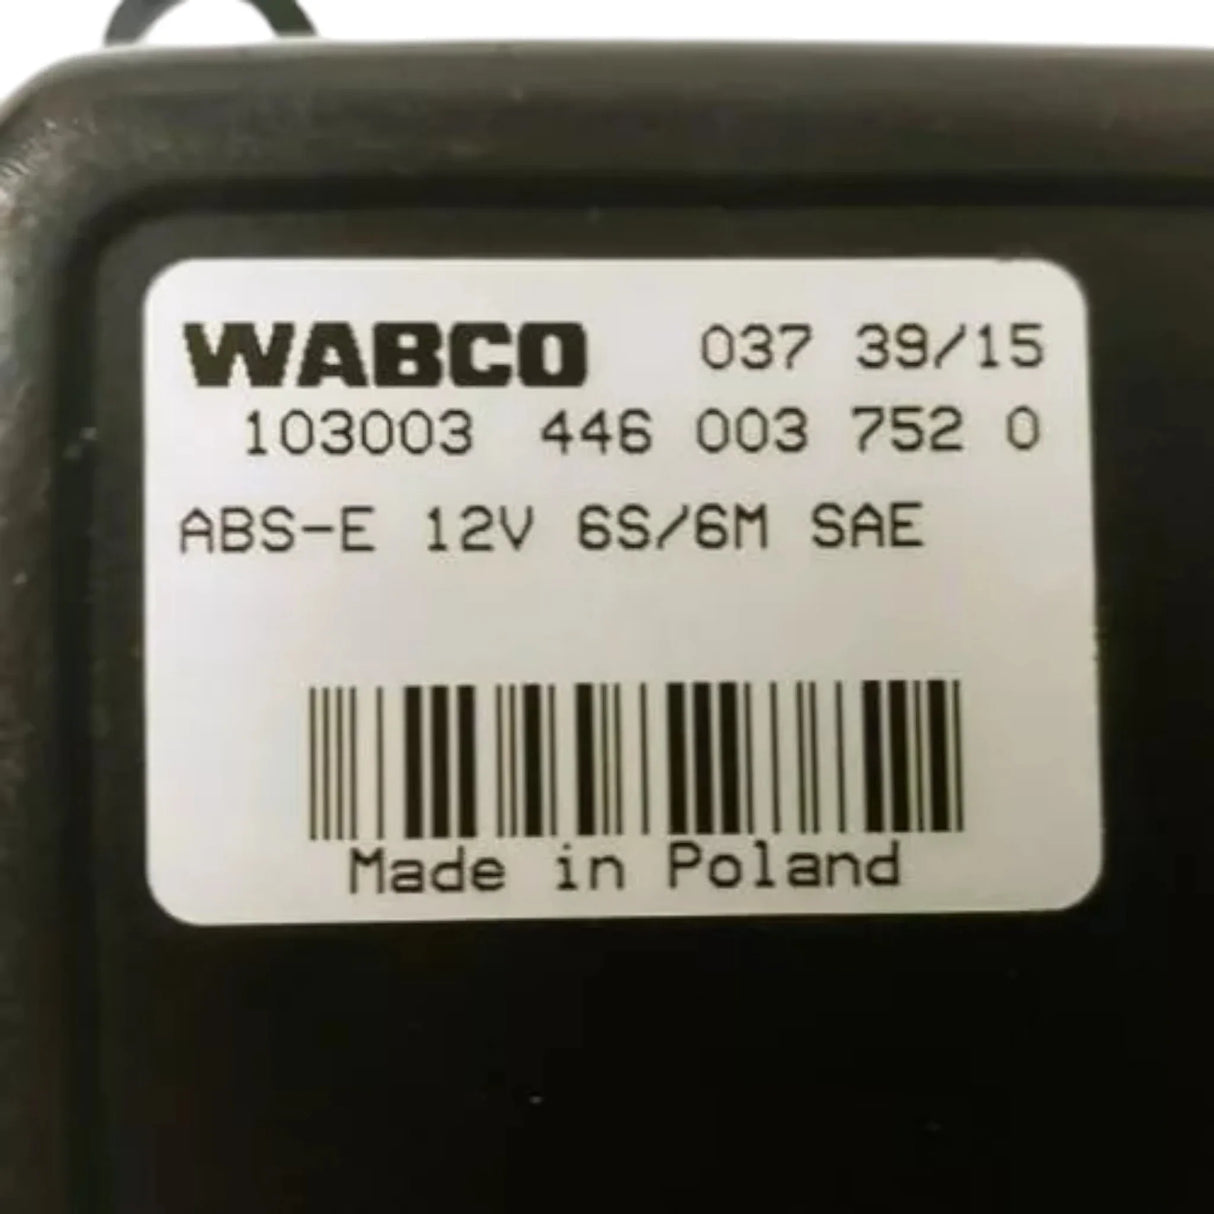 WABCO 037 39/15
103003 446 003 752 0
ABS-E 12V 6S/6M SAE
Made in Poland